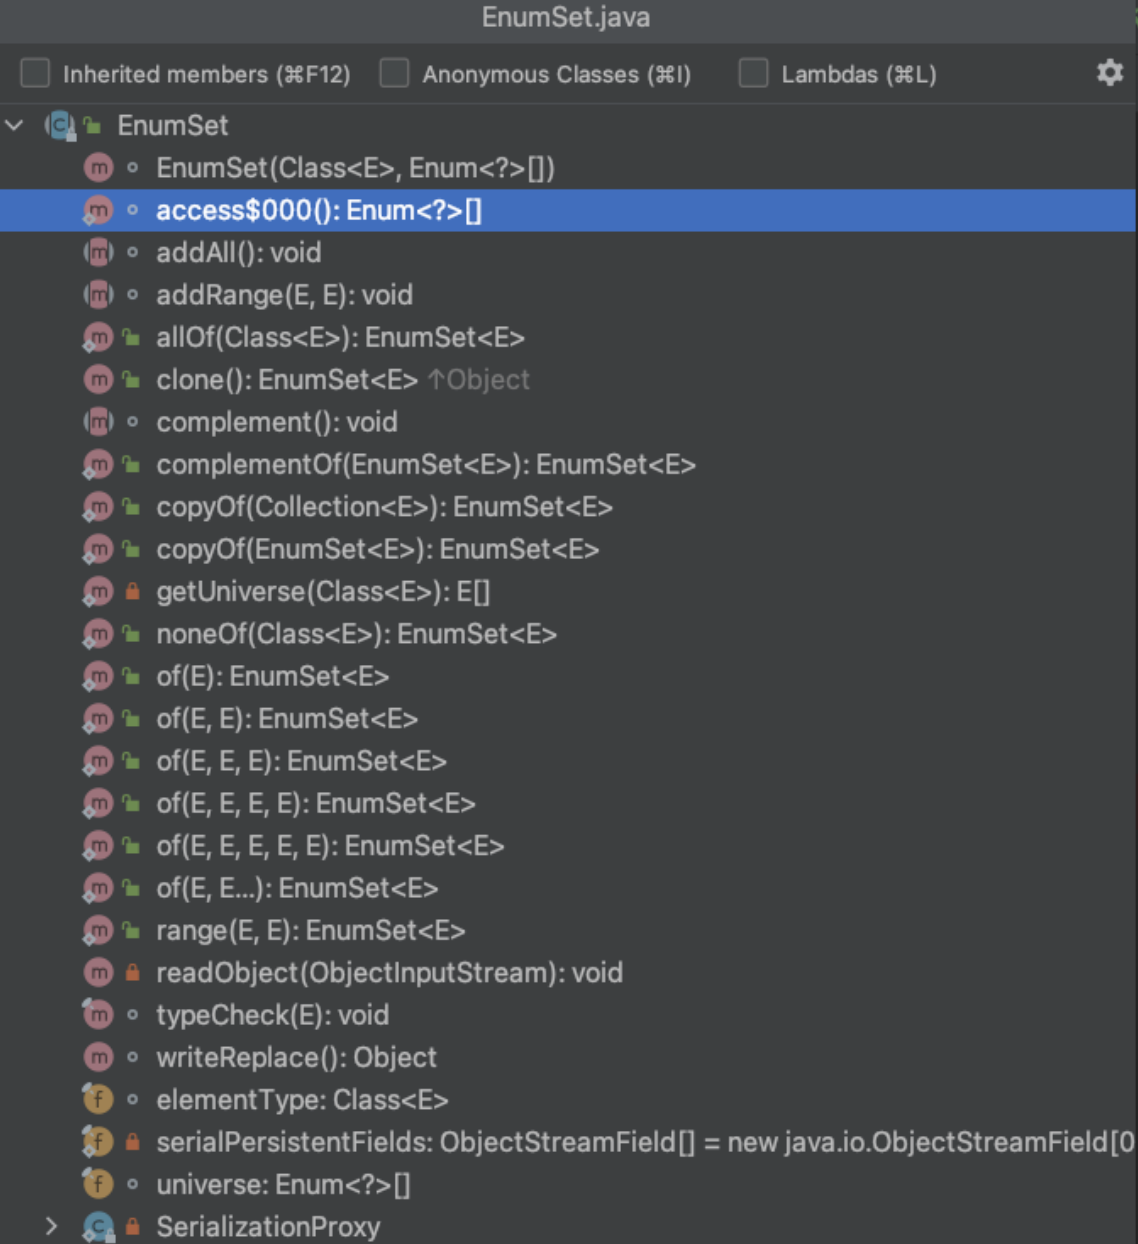 EnumSet.java
Inherited members (⌘F12) Anonymous Classes (⌘I) Lambdas (⌘L)
EnumSet
EnumSet(Class<E>, Enum<?>[])
access$000(): Enum<?>[]
addAll(): void
addRange(E, E): void
allOf(Class<E>): EnumSet<E>
clone(): EnumSet<E> ↑Object
complement(): void
complementOf(EnumSet<E>): EnumSet<E>
copyOf(Collection<E>): EnumSet<E>
copyOf(EnumSet<E>): EnumSet<E>
getUniverse(Class<E>): E[]
noneOf(Class<E>): EnumSet<E>
of(E): EnumSet<E>
of(E, E): EnumSet<E>
of(E, E, E): EnumSet<E>
of(E, E, E, E): EnumSet<E>
of(E, E, E, E, E): EnumSet<E>
of(E, E...): EnumSet<E>
range(E, E): EnumSet<E>
readObject(ObjectInputStream): void
typeCheck(E): void
writeReplace(): Object
elementType: Class<E>
serialPersistentFields: ObjectStreamField[] = new java.io.ObjectStreamField[0
universe: Enum<?>[]
SerializationProxy